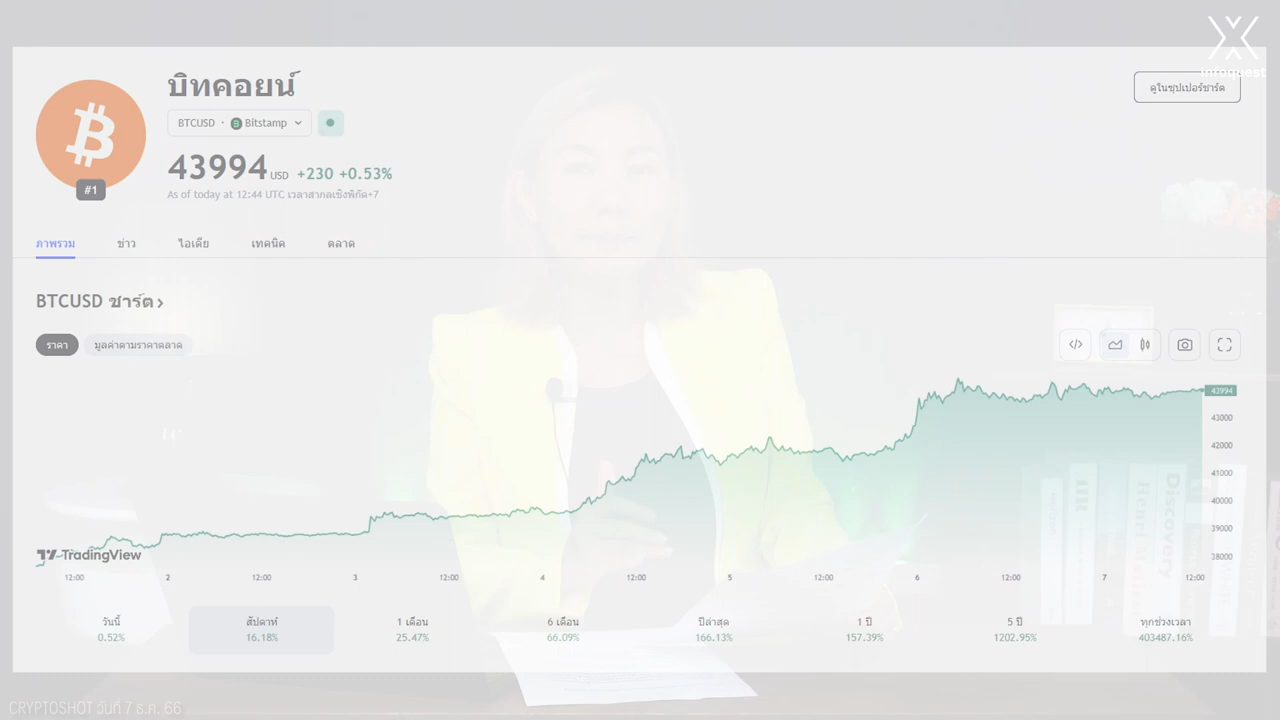 infoquest
บิทคอยน์
ดูในซุปเปอร์ชาร์ต
BTCUSD · Bitstamp
43994 USD +230 +0.53%
#1
As of today at 12:44 UTC เวลาสากลเชิงพิกัด+7
ภาพรวม ข่าว ไอเดีย เทคนิค ตลาด
BTCUSD ชาร์ต ›
ราคา มูลค่าตามราคาตลาด
43994
43000
42000
41000
40000
39000
38000
Discovery
TradingView
12:00 2 12:00 3 12:00 4 12:00 5 12:00 6 12:00 7 12:00
วันนี้ สัปดาห์ 1 เดือน 6 เดือน ปีล่าสุด 1 ปี 5 ปี ทุกช่วงเวลา
0.52% 16.18% 25.47% 66.09% 166.13% 157.39% 1202.95% 403487.16%
CRYPTOSHOT วันที่ 7 ธ.ค. 66